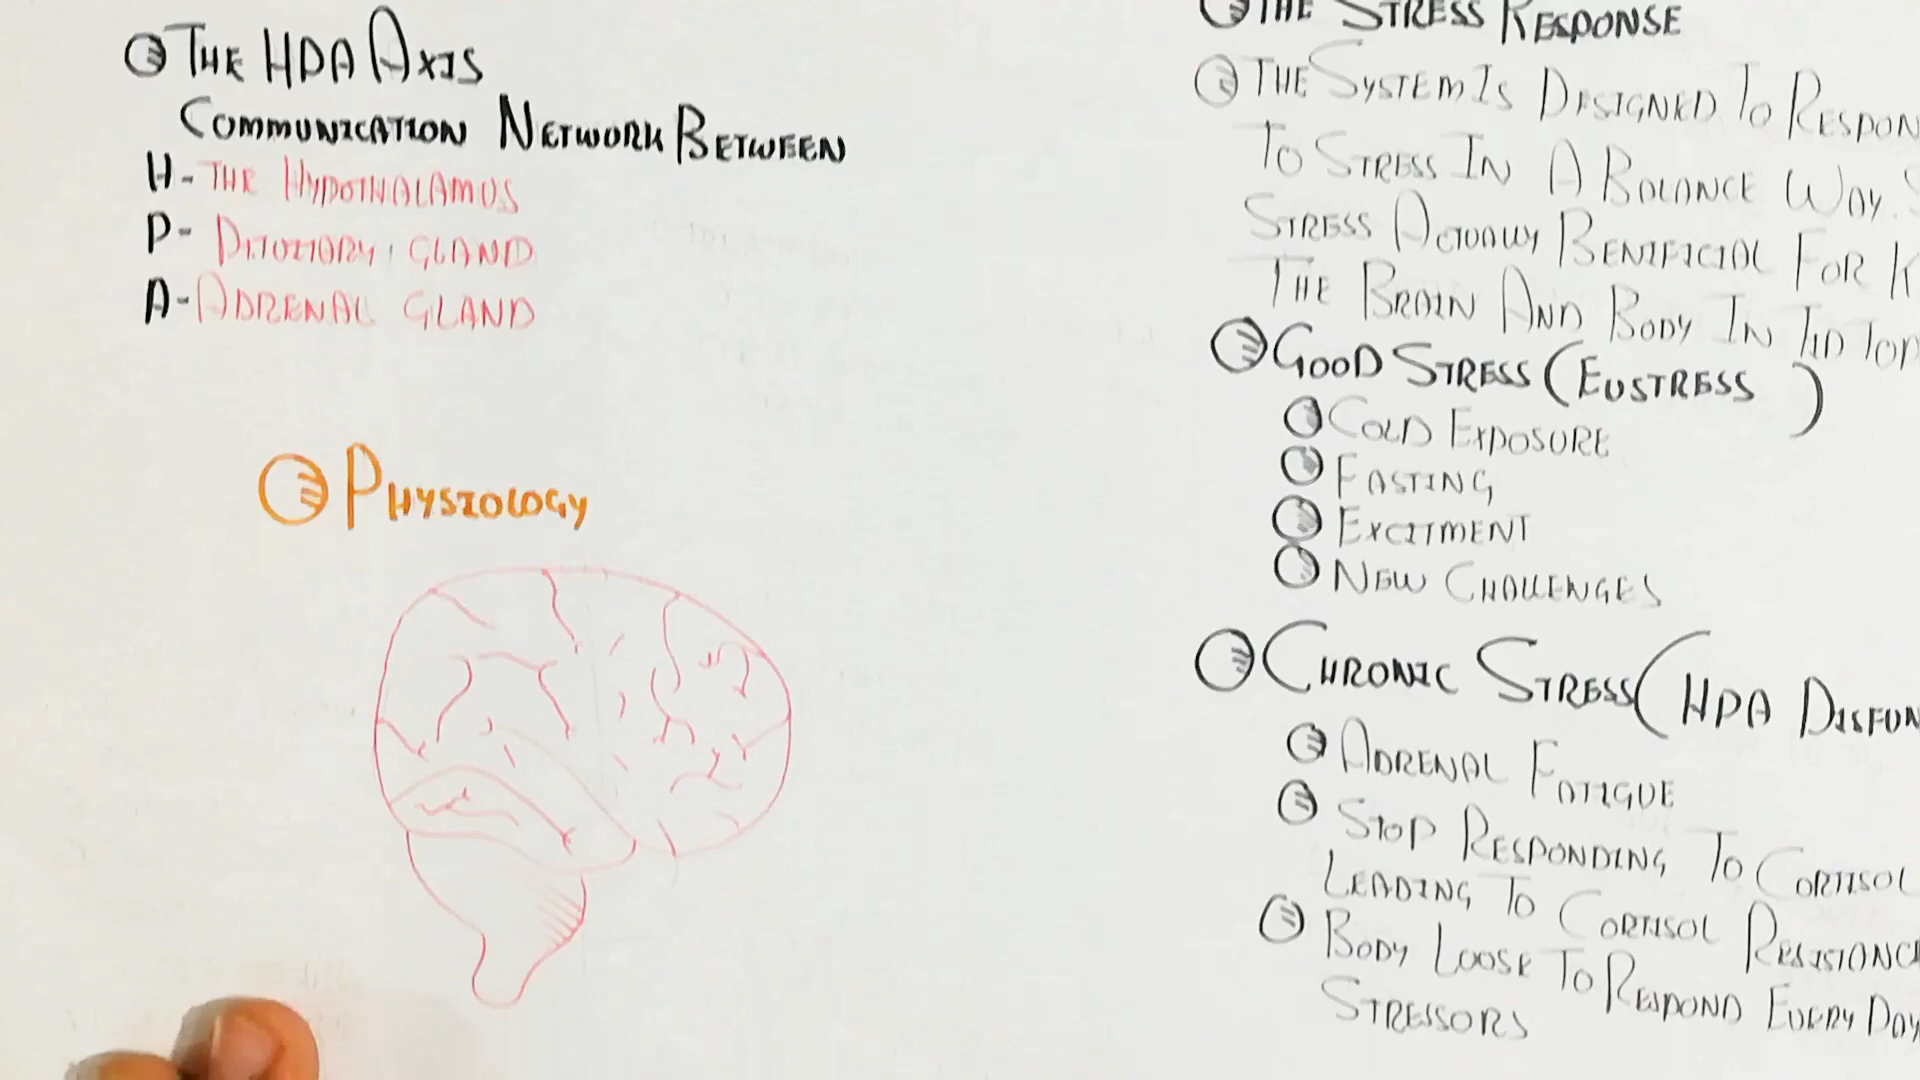 THE HPA AXIS
COMMUNICATION NETWORK BETWEEN
H-THE HYPOTHALAMUS
P- PITUITARY GLAND
A-ADRENAL GLAND
PHYSIOLOGY
THE STRESS RESPONSE
THE SYSTEM IS DESIGNED TO RESPON
TO STRESS IN A BALANCE WAY. S
STRESS ACTUALLY BENIFICIAL FOR K
THE BRAIN AND BODY IN TIP TOP
GOOD STRESS (EUSTRESS)
COLD EXPOSURE
FASTING
EXCITMENT
NEW CHALLENGES
CHRONIC STRESS (HPA DISFUN
ADRENAL FATIGUE
STOP RESPONDING TO CORTISOL
LEADING TO CORTISOL RESISTANC
BODY LOOSE TO RESPOND EVERY DAY
STRESSORS